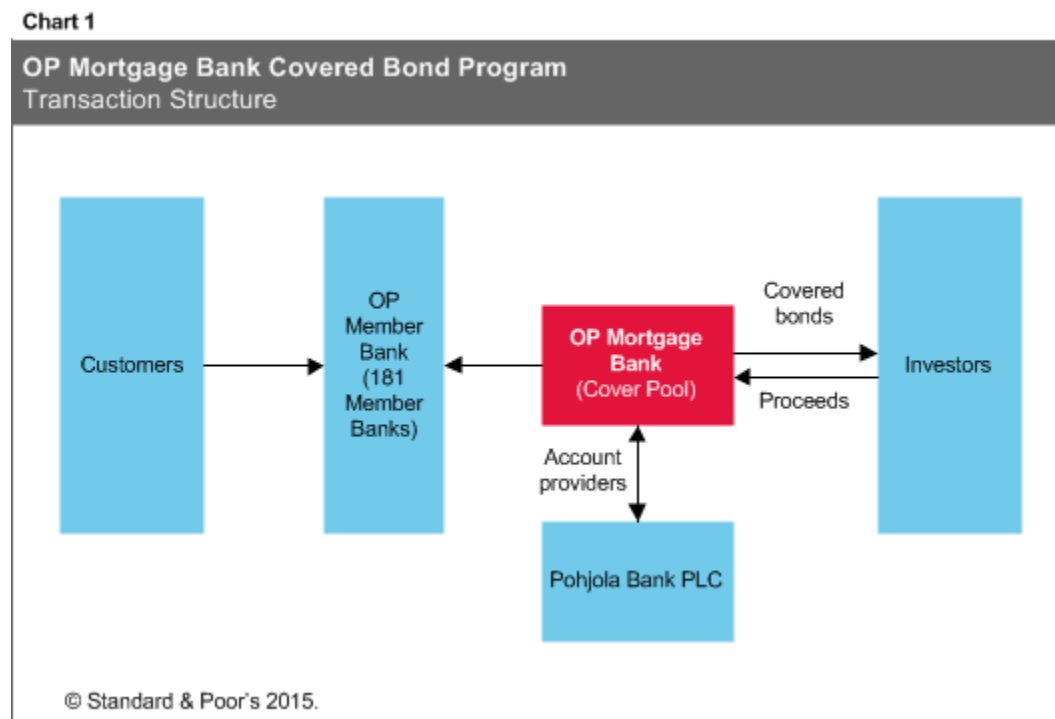 Chart 1
OP Mortgage Bank Covered Bond Program
Transaction Structure
Customers
OP
Member
Bank
(181
Member
Banks)
OP Mortgage
Bank
(Cover Pool)
Covered
bonds
Proceeds
Investors
Account
providers
Pohjola Bank PLC
© Standard & Poor's 2015.